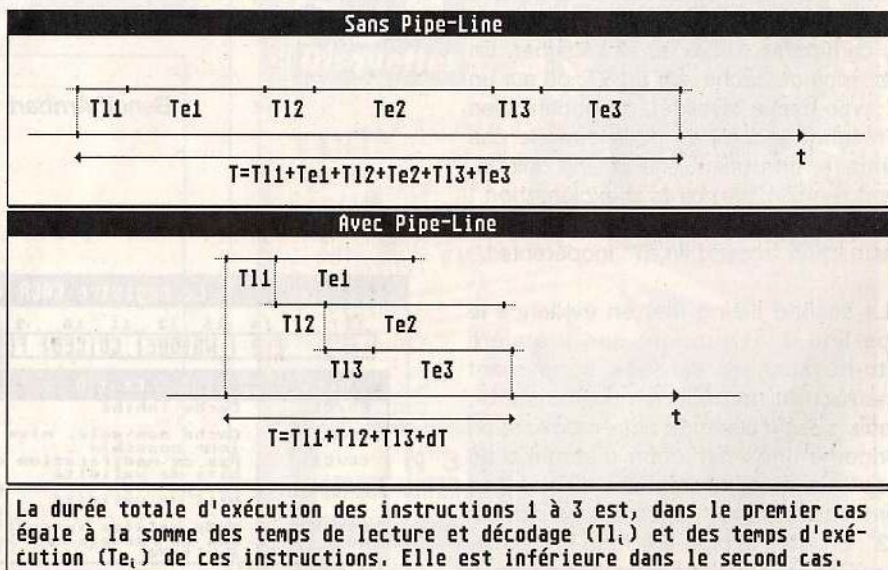 Sans Pipe-Line
Tl1 Te1 Tl2 Te2 Tl3 Te3
t
T=Tl1+Te1+Tl2+Te2+Tl3+Te3
Avec Pipe-Line
Tl1 Te1
Tl2 Te2
Tl3 Te3
t
T=Tl1+Tl2+Tl3+dT
La durée totale d'exécution des instructions 1 à 3 est, dans le premier cas
égale à la somme des temps de lecture et décodage (Tlᵢ) et des temps d'exé-
cution (Teᵢ) de ces instructions. Elle est inférieure dans le second cas.